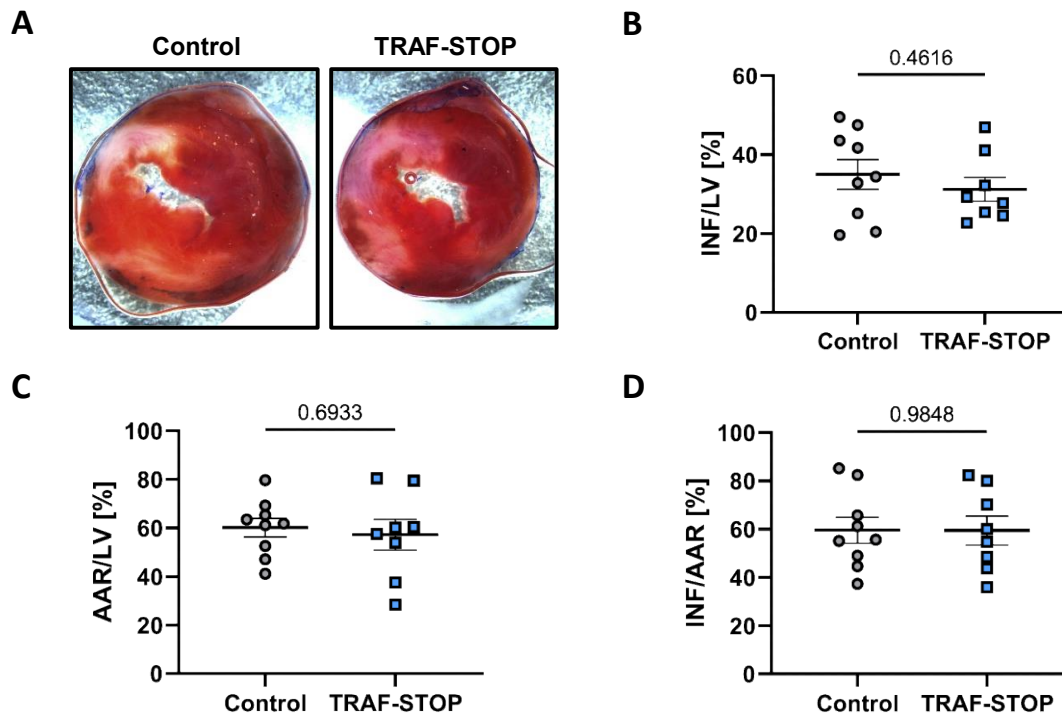 A
Control
TRAF-STOP
B
0.4616
INF/LV [%]
60
40
20
0
Control
TRAF-STOP
C
0.6933
AAR/LV [%]
100
80
60
40
20
0
Control
TRAF-STOP
D
0.9848
INF/AAR [%]
100
80
60
40
20
0
Control
TRAF-STOP